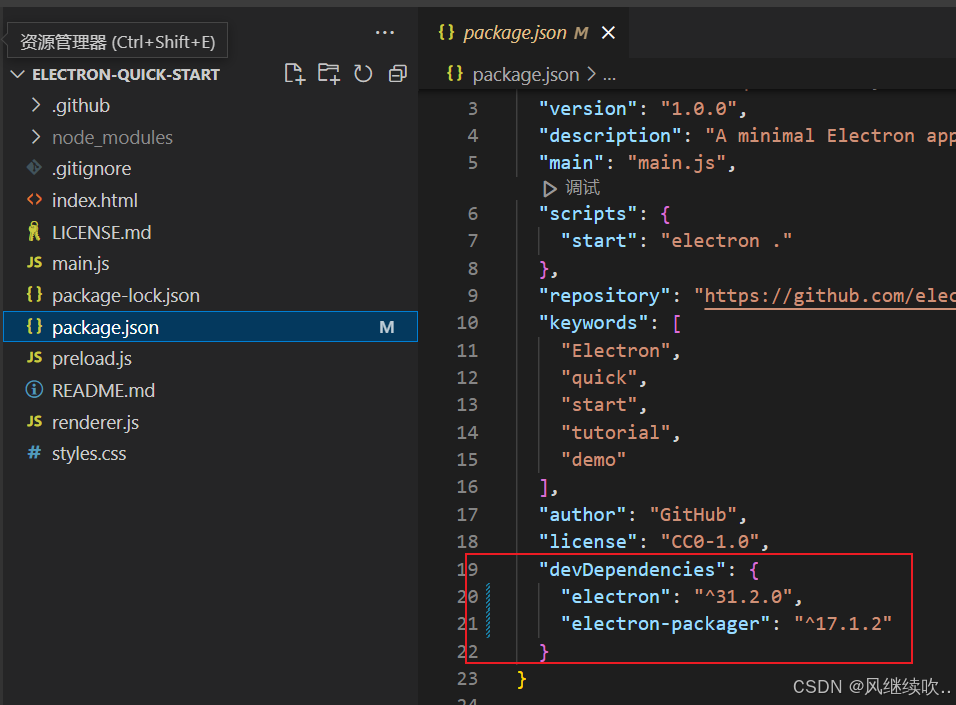 资源管理器 (Ctrl+Shift+E)
ELECTRON-QUICK-START
.github
node_modules
.gitignore
index.html
LICENSE.md
JS main.js
{} package-lock.json
{} package.json M
JS preload.js
README.md
JS renderer.js
# styles.css
{} package.json M
{} package.json > ...
3 "version": "1.0.0",
4 "description": "A minimal Electron app
5 "main": "main.js",
调试
6 "scripts": {
7 "start": "electron ."
8 },
9 "repository": "https://github.com/elec
10 "keywords": [
11 "Electron",
12 "quick",
13 "start",
14 "tutorial",
15 "demo"
16 ],
17 "author": "GitHub",
18 "license": "CC0-1.0",
19 "devDependencies": {
20 "electron": "^31.2.0",
21 "electron-packager": "^17.1.2"
22 }
23 }
24
CSDN @风继续吹..